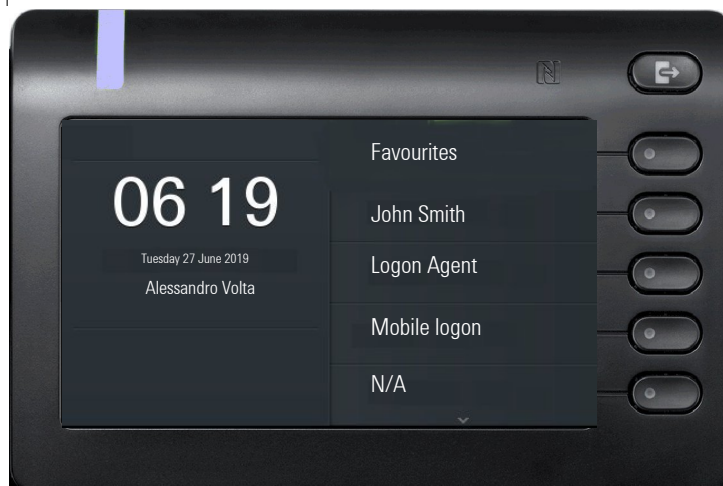 06 19
Tuesday 27 June 2019
Alessandro Volta
Favourites
John Smith
Logon Agent
Mobile logon
N/A